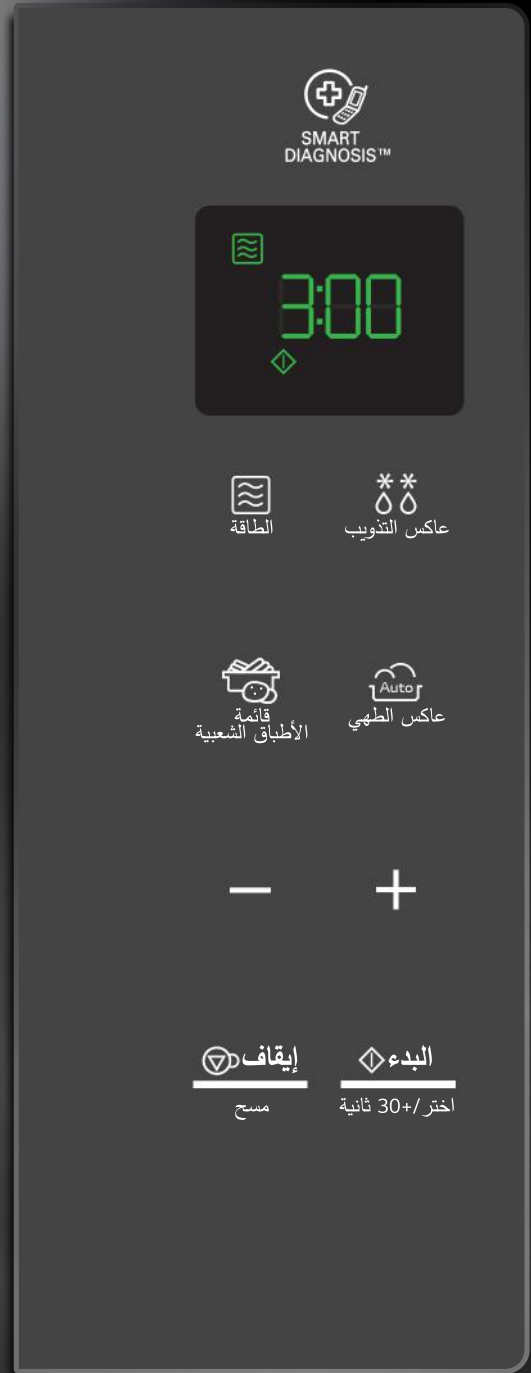 SMART
DIAGNOSIS™
3:00
عاكس التذويب
الطاقة
Auto
عاكس الطهي
قائمة
الأطباق الشعبية
− +
البدء
إيقاف
اختر/+30 ثانية
مسح